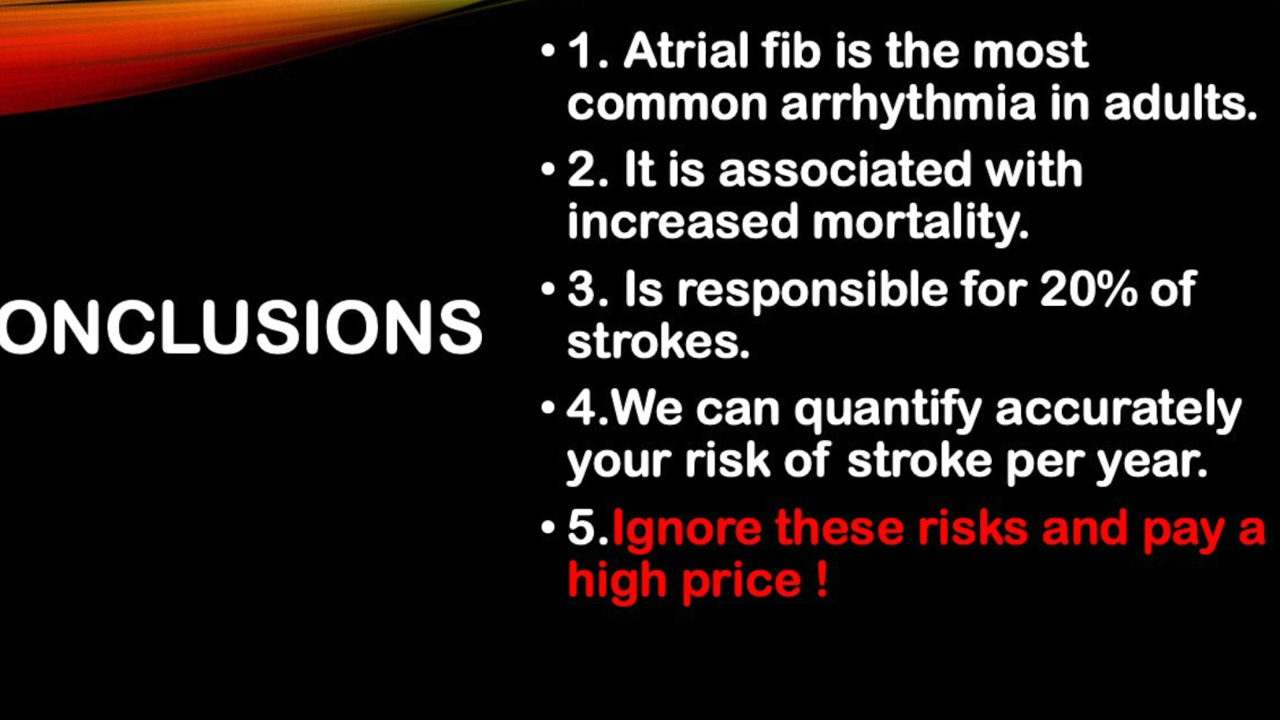 ONCLUSIONS
• 1. Atrial fib is the most
common arrhythmia in adults.
• 2. It is associated with
increased mortality.
• 3. Is responsible for 20% of
strokes.
• 4.We can quantify accurately
your risk of stroke per year.
• 5.Ignore these risks and pay a
high price !